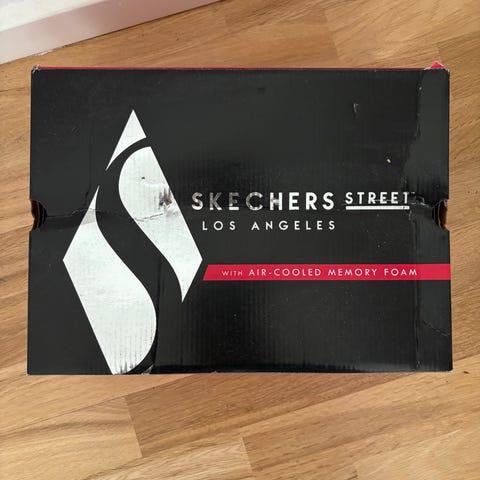 SKECHERS STREET
LOS ANGELES
WITH AIR-COOLED MEMORY FOAM